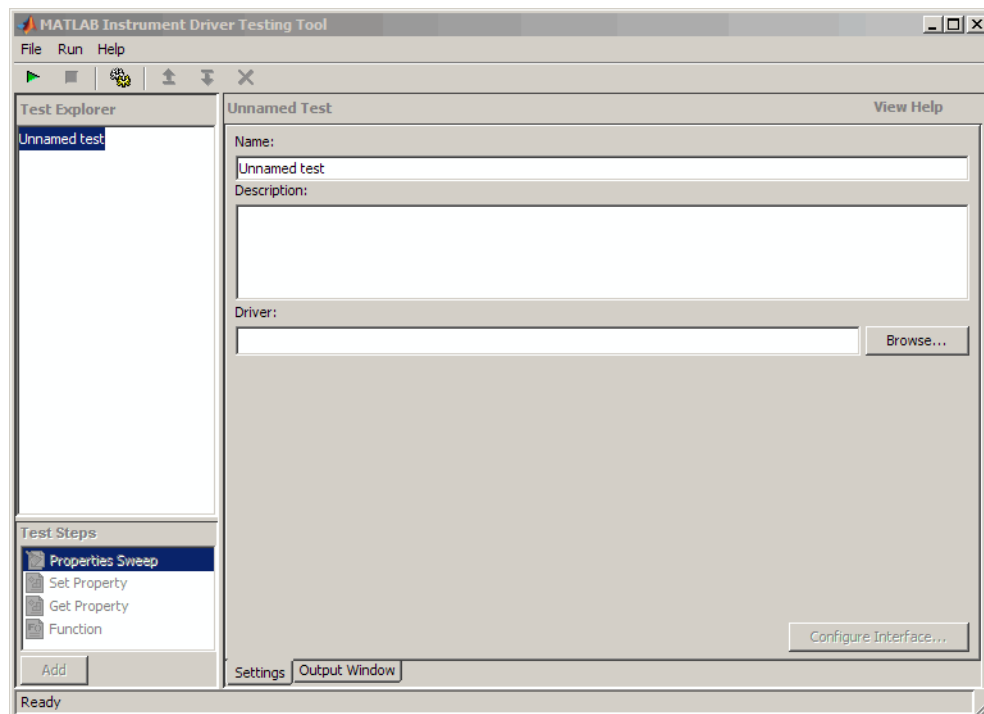 MATLAB Instrument Driver Testing Tool
File Run Help
Test Explorer
Unnamed test
Unnamed Test
View Help
Name:
Unnamed test
Description:
Driver:
Browse...
Test Steps
Properties Sweep
Set Property
Get Property
Function
Add
Configure Interface...
Settings
Output Window
Ready